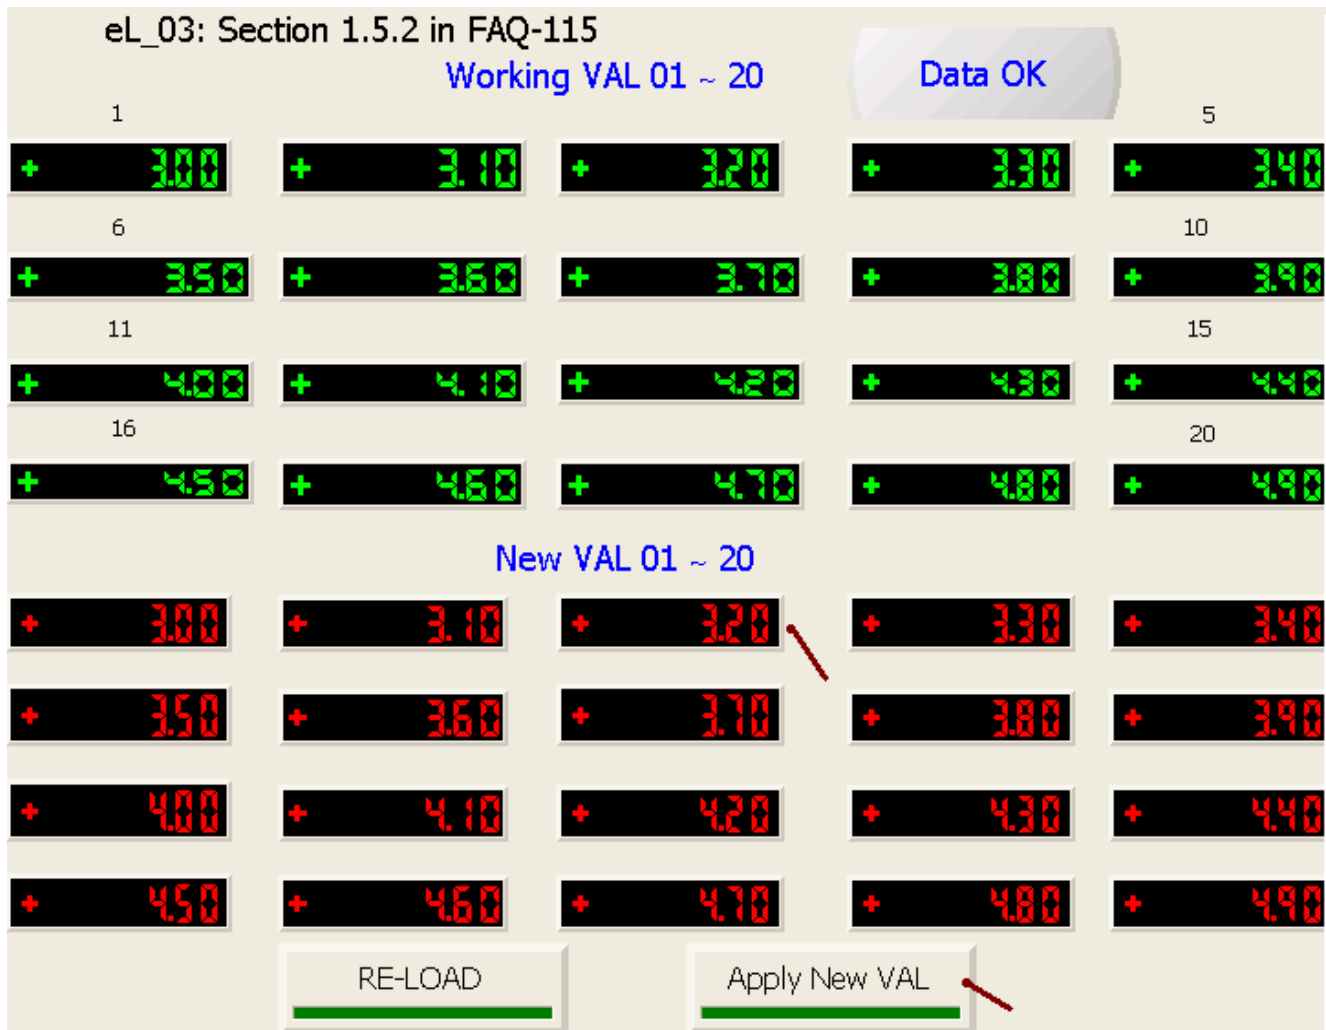 eL_03: Section 1.5.2 in FAQ-115
Working VAL 01 ~ 20
Data OK
1 5
+ 3.00 + 3.10 + 3.20 + 3.30 + 3.40
6 10
+ 3.50 + 3.60 + 3.70 + 3.80 + 3.90
11 15
+ 4.00 + 4.10 + 4.20 + 4.30 + 4.40
16 20
+ 4.50 + 4.60 + 4.70 + 4.80 + 4.90
New VAL 01 ~ 20
+ 3.00 + 3.10 + 3.20 + 3.30 + 3.40
+ 3.50 + 3.60 + 3.70 + 3.80 + 3.90
+ 4.00 + 4.10 + 4.20 + 4.30 + 4.40
+ 4.50 + 4.60 + 4.70 + 4.80 + 4.90
RE-LOAD Apply New VAL